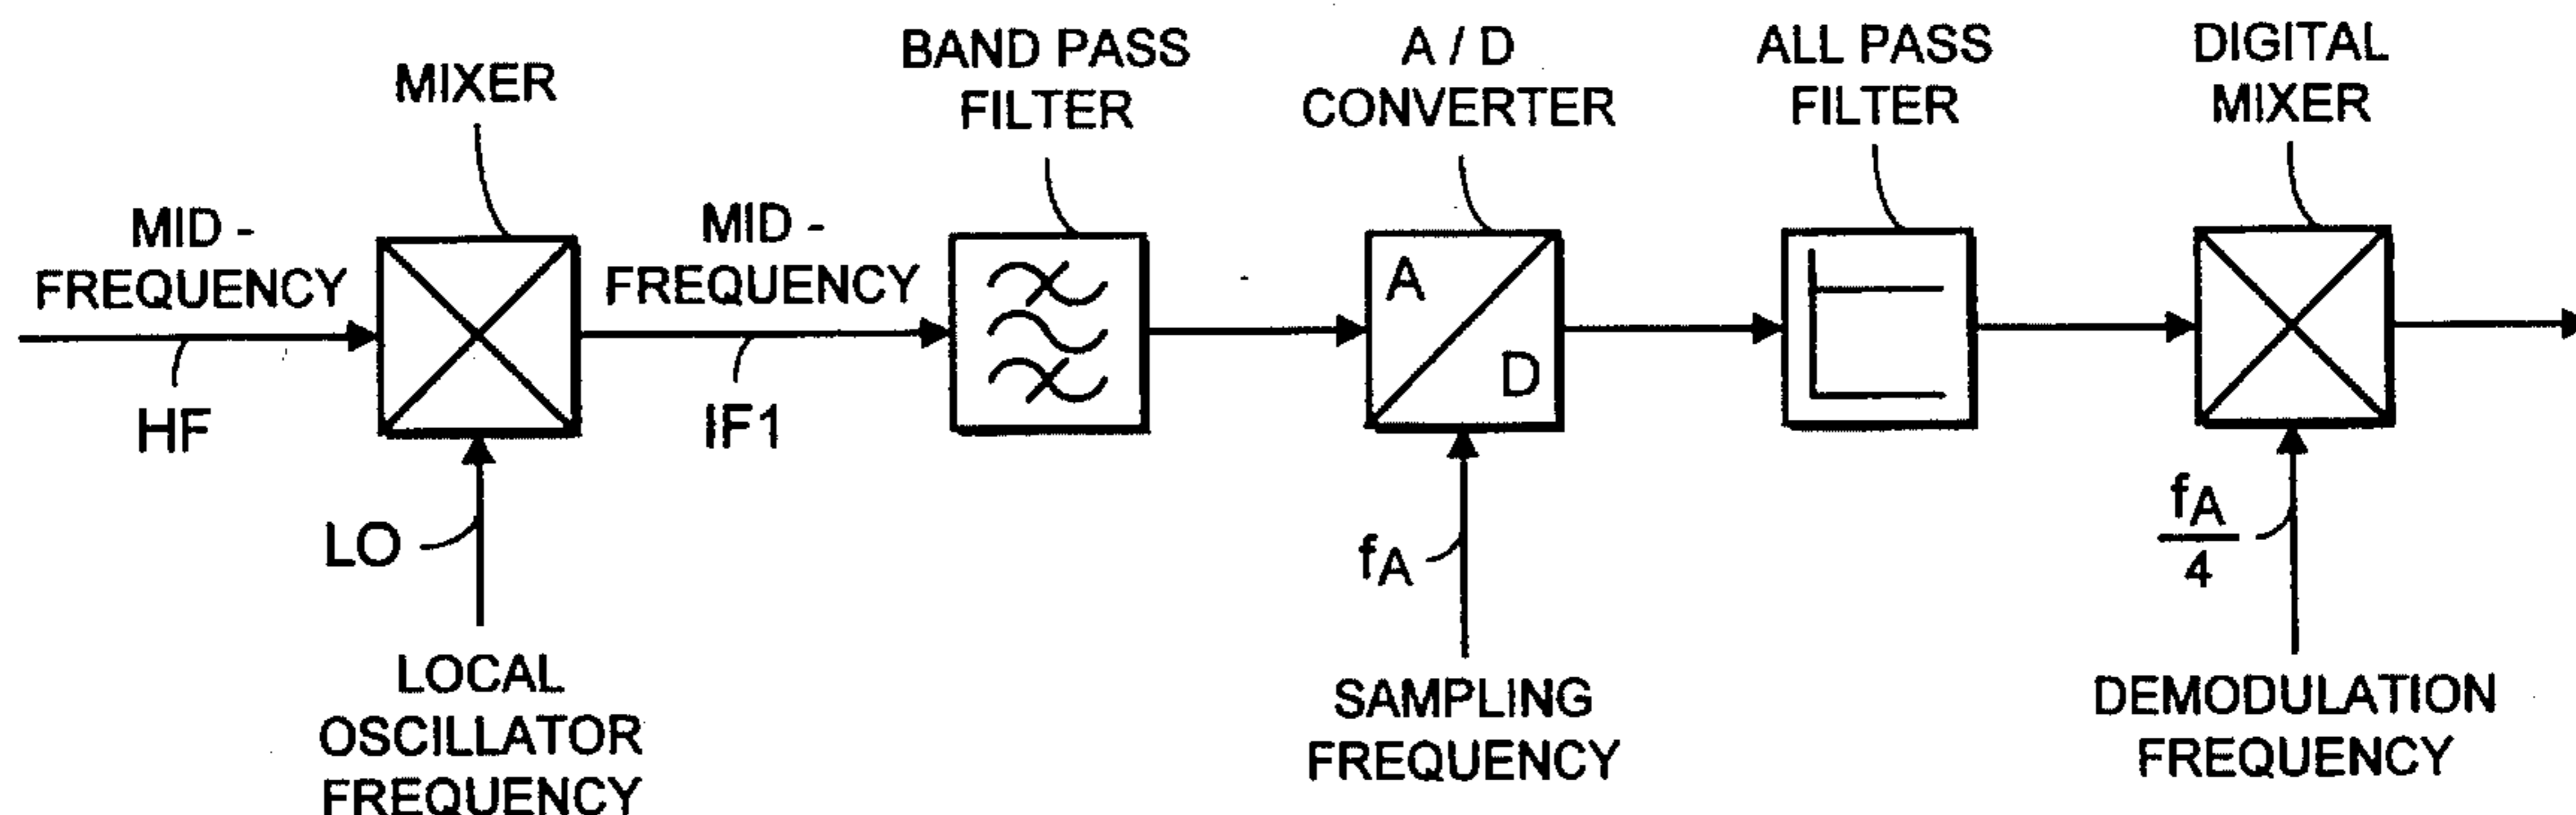 MIXER
BAND PASS
FILTER
A / D
CONVERTER
ALL PASS
FILTER
DIGITAL
MIXER
MID -
FREQUENCY
HF
MID -
FREQUENCY
IF1
A
D
LO
fA
fA
4
LOCAL
OSCILLATOR
FREQUENCY
SAMPLING
FREQUENCY
DEMODULATION
FREQUENCY